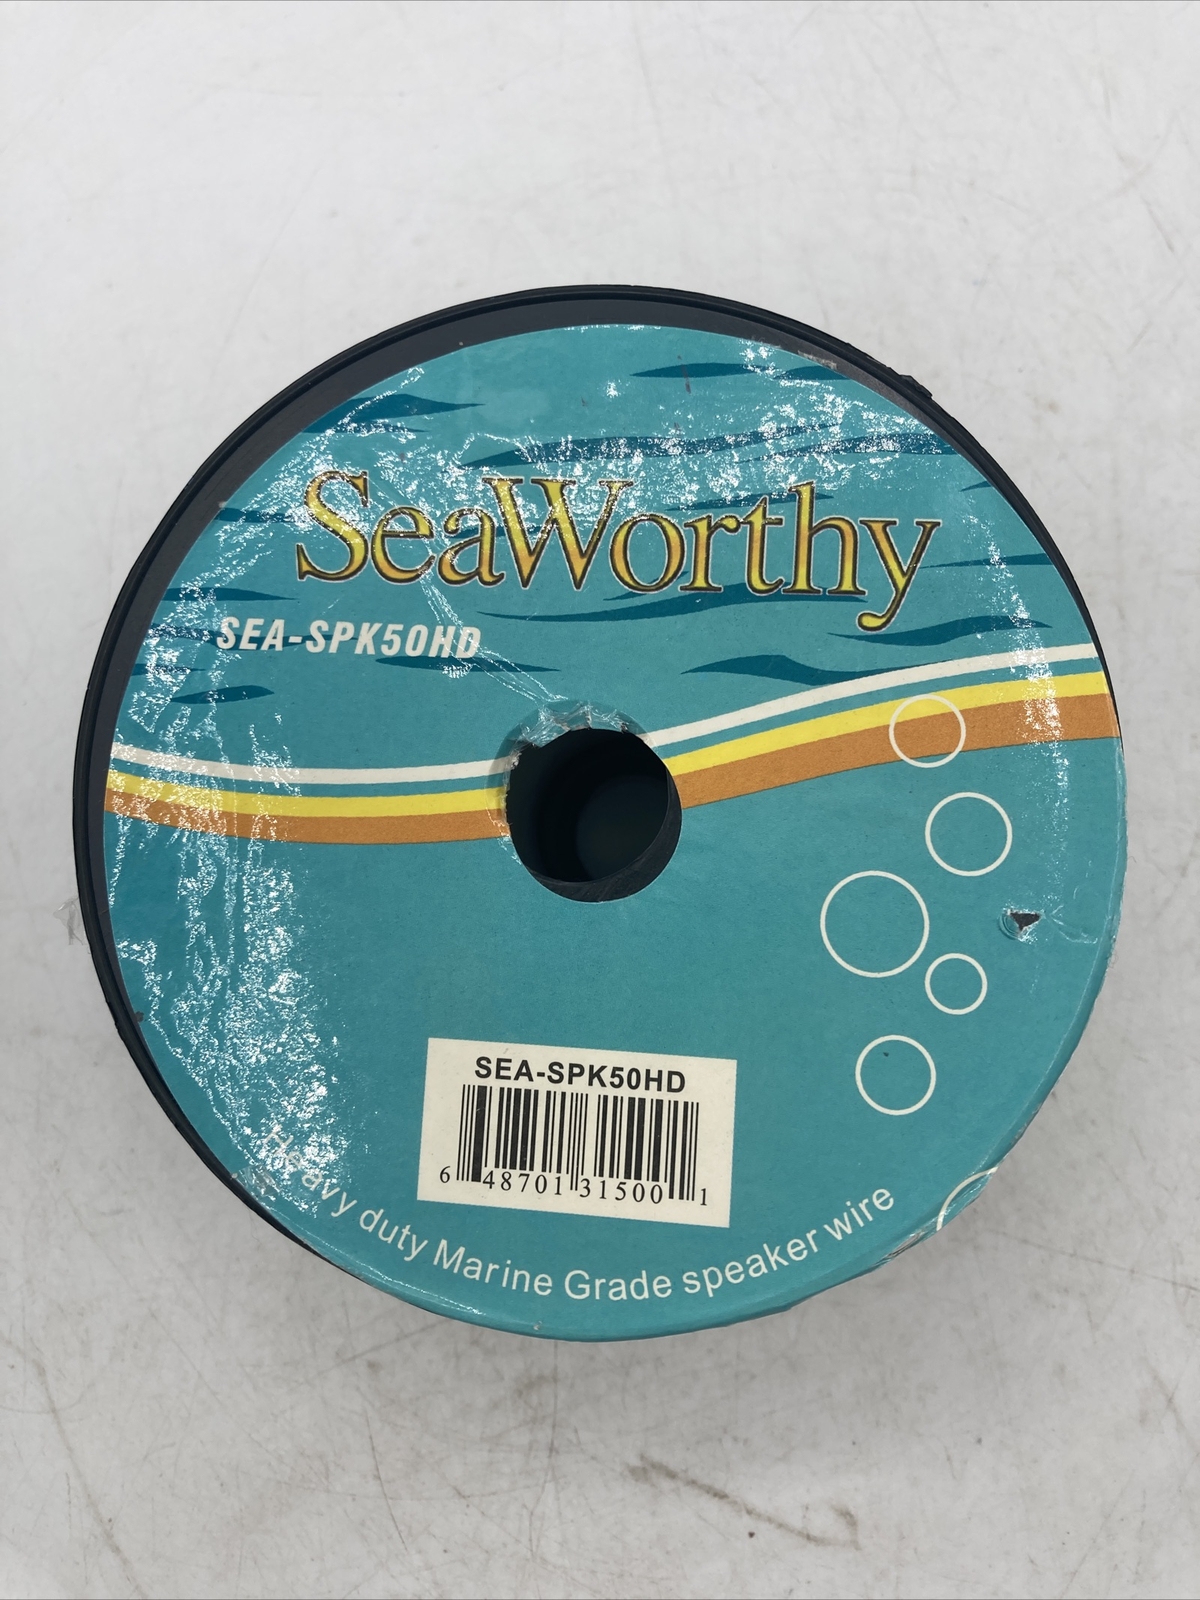 SeaWorthy
SEA-SPK50HD
SEA-SPK50HD
6 48701 31500 1
Heavy duty Marine Grade speaker wire